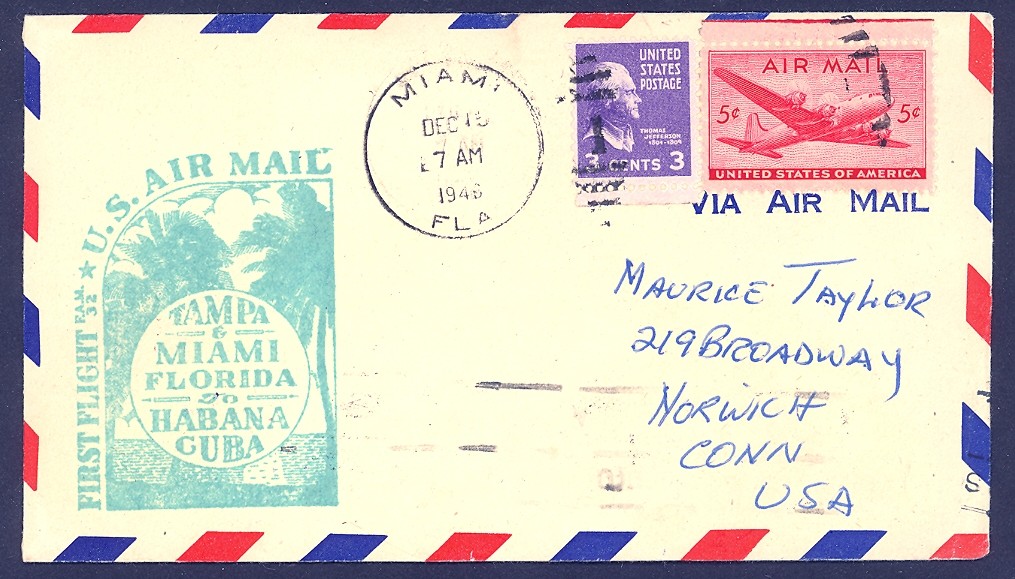 MIAMI
DEC 15
7 AM
1946
FLA
UNITED
STATES
POSTAGE
THOMAS
JEFFERSON
1801-1809
3 CENTS 3
AIR MAIL
5¢ 5¢
UNITED STATES OF AMERICA
VIA AIR MAIL
FIRST FLIGHT F.A.M. 32 ★ U.S. AIR MAIL
TAMPA
&
MIAMI
FLORIDA
TO
HABANA
CUBA
MAURICE TAYLOR
219 BROADWAY
NORWICH
CONN
USA